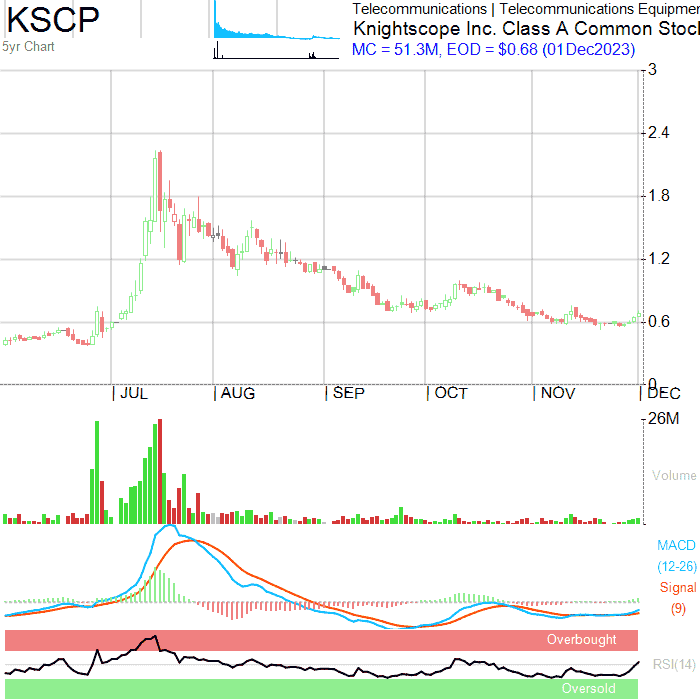 KSCP
5yr Chart
Telecommunications | Telecommunications Equipmen
Knightscope Inc. Class A Common Stoc
MC = 51.3M, EOD = $0.68 (01Dec2023)
3
2.4
1.8
1.2
0.6
0
JUL AUG SEP OCT NOV DEC
26M
Volume
MACD
(12-26)
Signal
(9)
Overbought
RSI(14)
Oversold